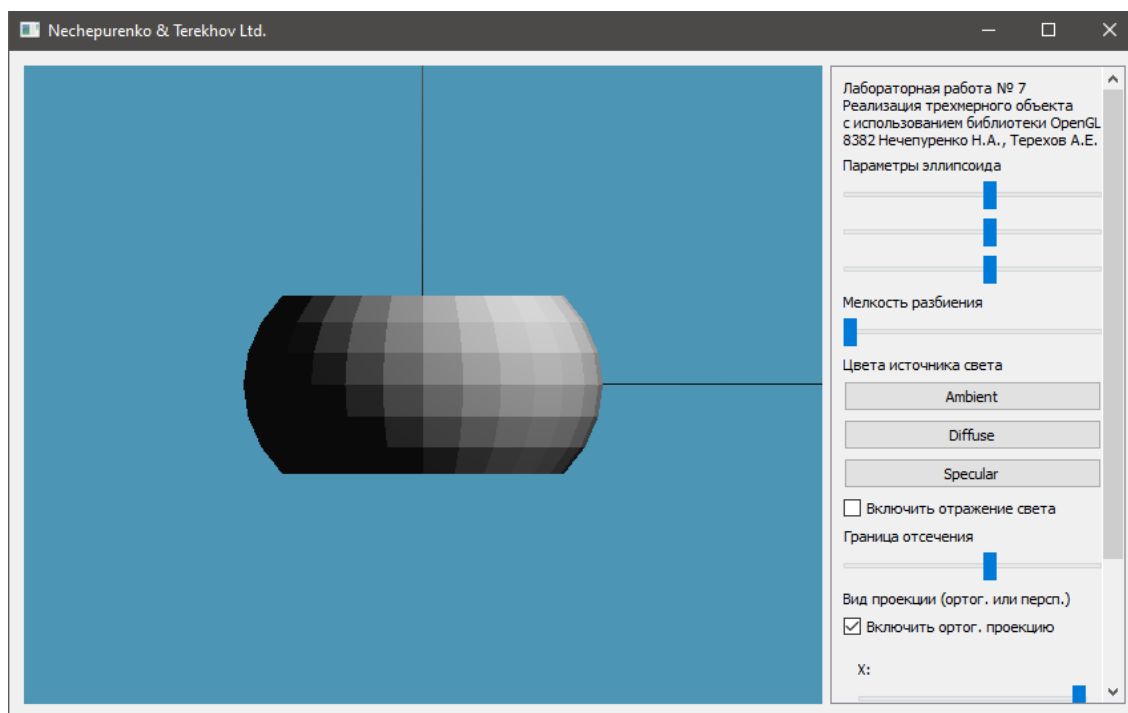 Nechepurenko & Terekhov Ltd.
Лабораторная работа № 7
Реализация трехмерного объекта
с использованием библиотеки OpenGL
8382 Нечепуренко Н.А., Терехов А.Е.
Параметры эллипсоида
Мелкость разбиения
Цвета источника света
Ambient
Diffuse
Specular
Включить отражение света
Граница отсечения
Вид проекции (ортог. или персп.)
Включить ортог. проекцию
X: